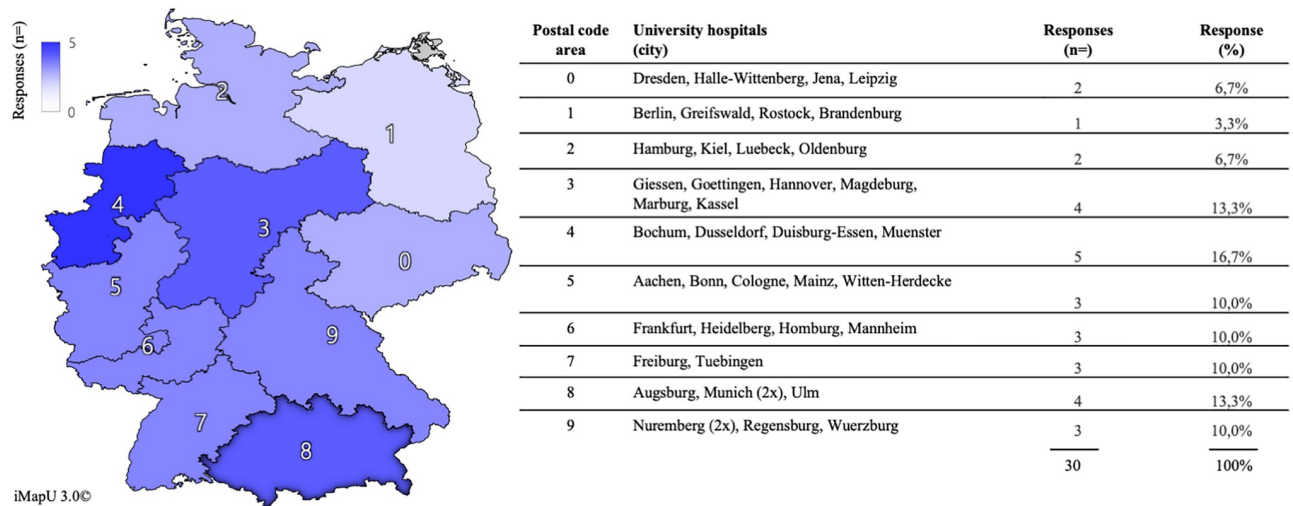 Responses (n=)
5
0
2
1
4
3
0
5
9
6
7
8
iMapU 3.0©
Postal code area University hospitals (city) Responses (n=) Response (%)
0 Dresden, Halle-Wittenberg, Jena, Leipzig 2 6,7%
1 Berlin, Greifswald, Rostock, Brandenburg 1 3,3%
2 Hamburg, Kiel, Luebeck, Oldenburg 2 6,7%
3 Giessen, Goettingen, Hannover, Magdeburg,
Marburg, Kassel 4 13,3%
4 Bochum, Dusseldorf, Duisburg-Essen, Muenster 5 16,7%
5 Aachen, Bonn, Cologne, Mainz, Witten-Herdecke 3 10,0%
6 Frankfurt, Heidelberg, Homburg, Mannheim 3 10,0%
7 Freiburg, Tuebingen 3 10,0%
8 Augsburg, Munich (2x), Ulm 4 13,3%
9 Nuremberg (2x), Regensburg, Wuerzburg 3 10,0%
30 100%